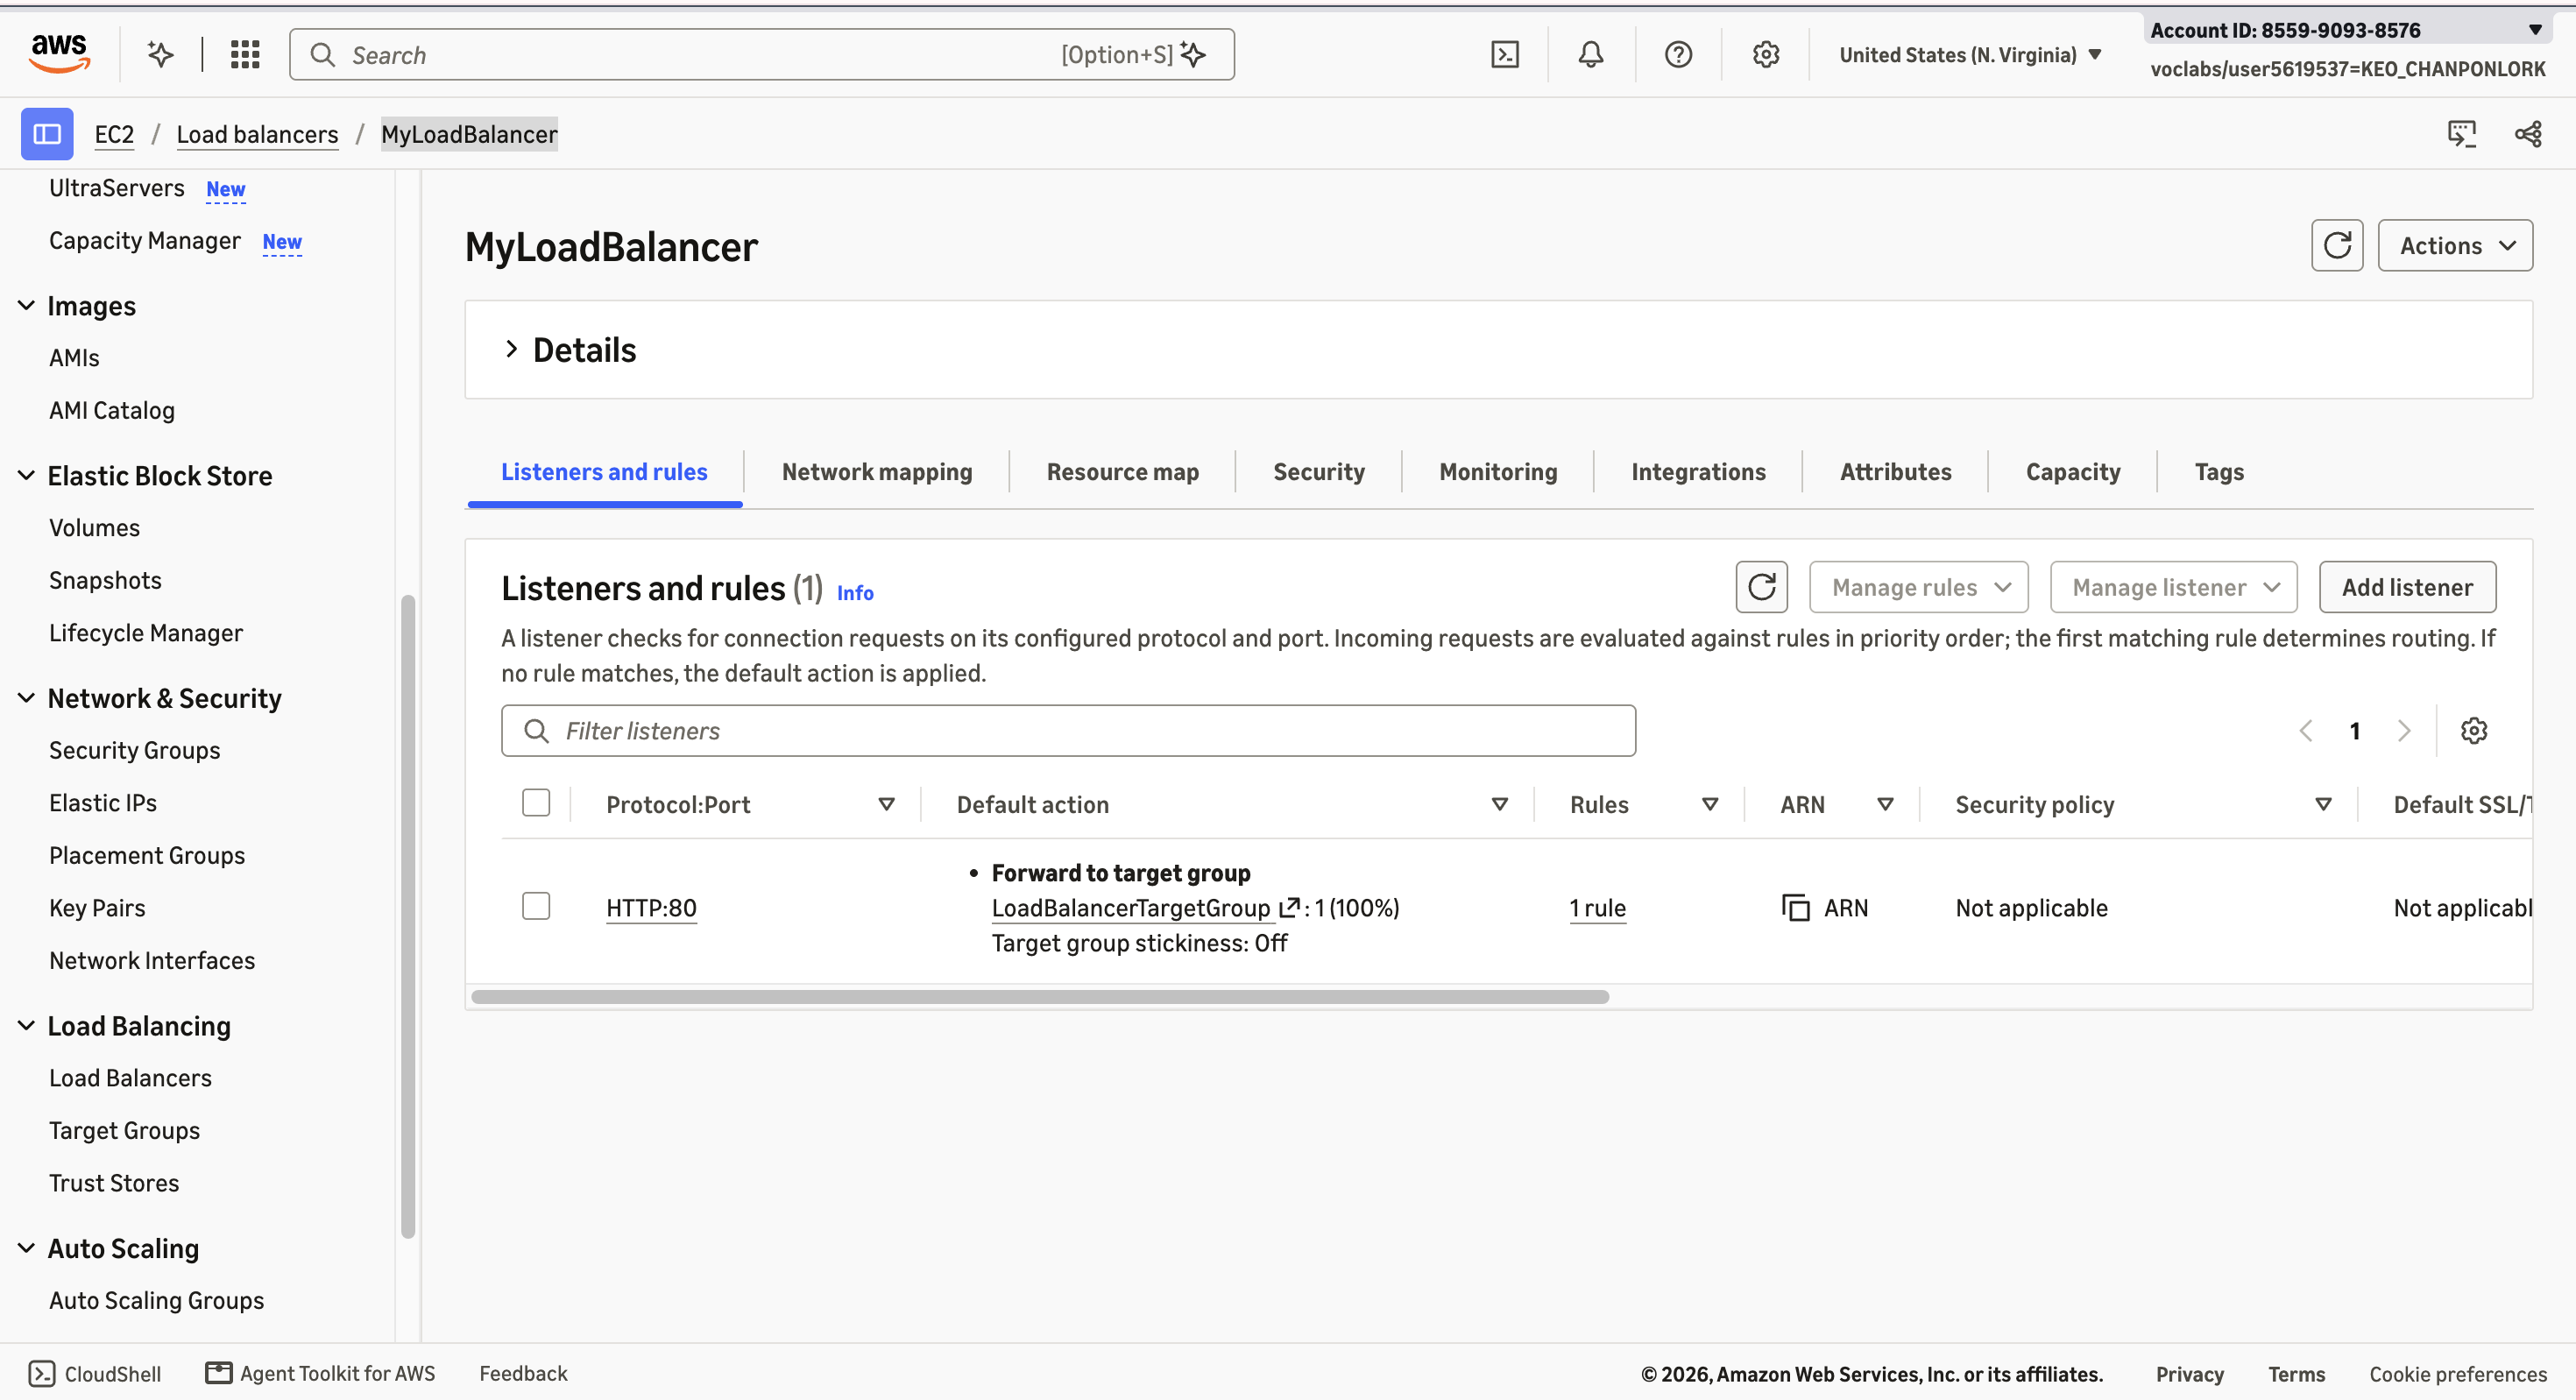 aws
Search
[Option+S]
United States (N. Virginia)
Account ID: 8559-9093-8576
voclabs/user5619537=KEO_CHANPONLORK
EC2 / Load balancers / MyLoadBalancer
UltraServers New
Capacity Manager New
Images
AMIs
AMI Catalog
Elastic Block Store
Volumes
Snapshots
Lifecycle Manager
Network & Security
Security Groups
Elastic IPs
Placement Groups
Key Pairs
Network Interfaces
Load Balancing
Load Balancers
Target Groups
Trust Stores
Auto Scaling
Auto Scaling Groups
MyLoadBalancer
Actions
Details
Listeners and rules
Network mapping
Resource map
Security
Monitoring
Integrations
Attributes
Capacity
Tags
Listeners and rules (1) Info
Manage rules
Manage listener
Add listener
A listener checks for connection requests on its configured protocol and port. Incoming requests are evaluated against rules in priority order; the first matching rule determines routing. If
no rule matches, the default action is applied.
Filter listeners
1
Protocol:Port
Default action
Rules
ARN
Security policy
Default SSL/T
HTTP:80
• Forward to target group
LoadBalancerTargetGroup : 1 (100%)
Target group stickiness: Off
1 rule
ARN
Not applicable
Not applicabl
CloudShell
Agent Toolkit for AWS
Feedback
© 2026, Amazon Web Services, Inc. or its affiliates.
Privacy
Terms
Cookie preferences